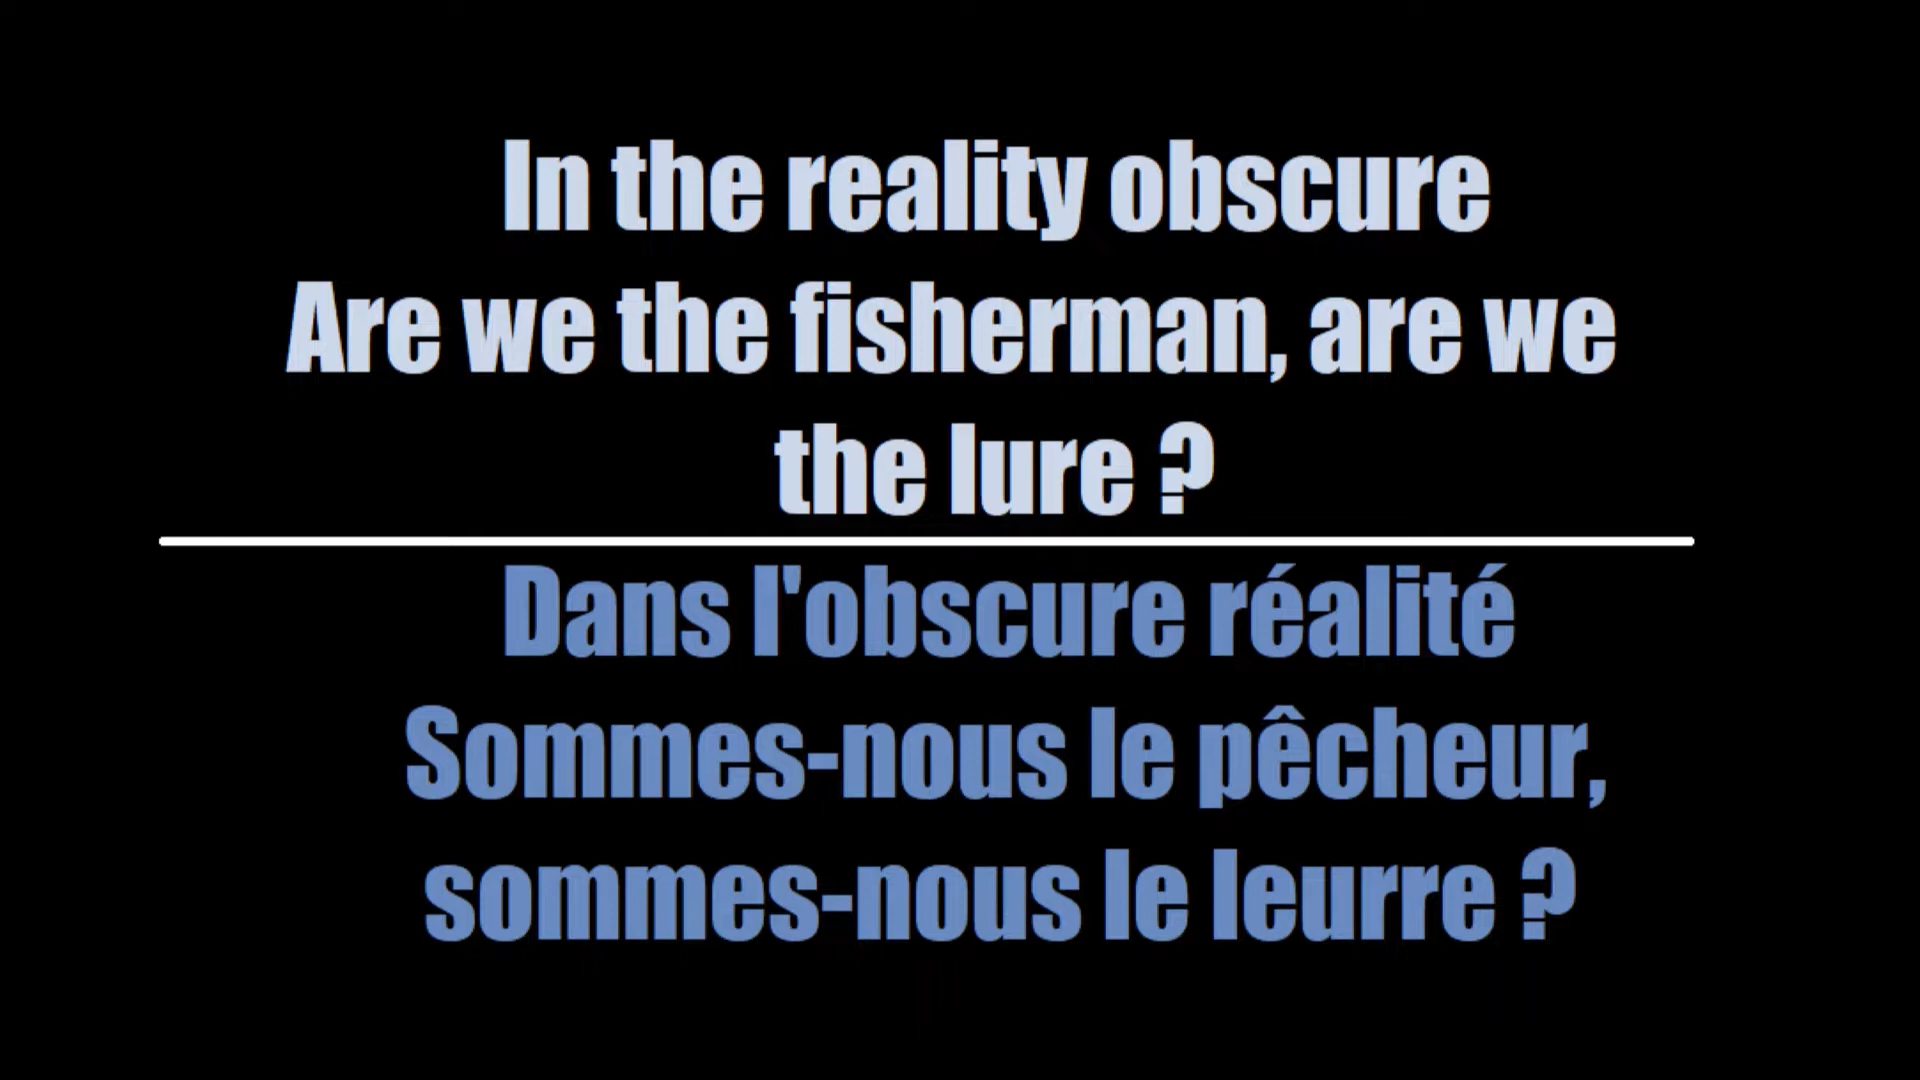 In the reality obscure
Are we the fisherman, are we
the lure ?
Dans l'obscure réalité
Sommes-nous le pêcheur,
sommes-nous le leurre ?